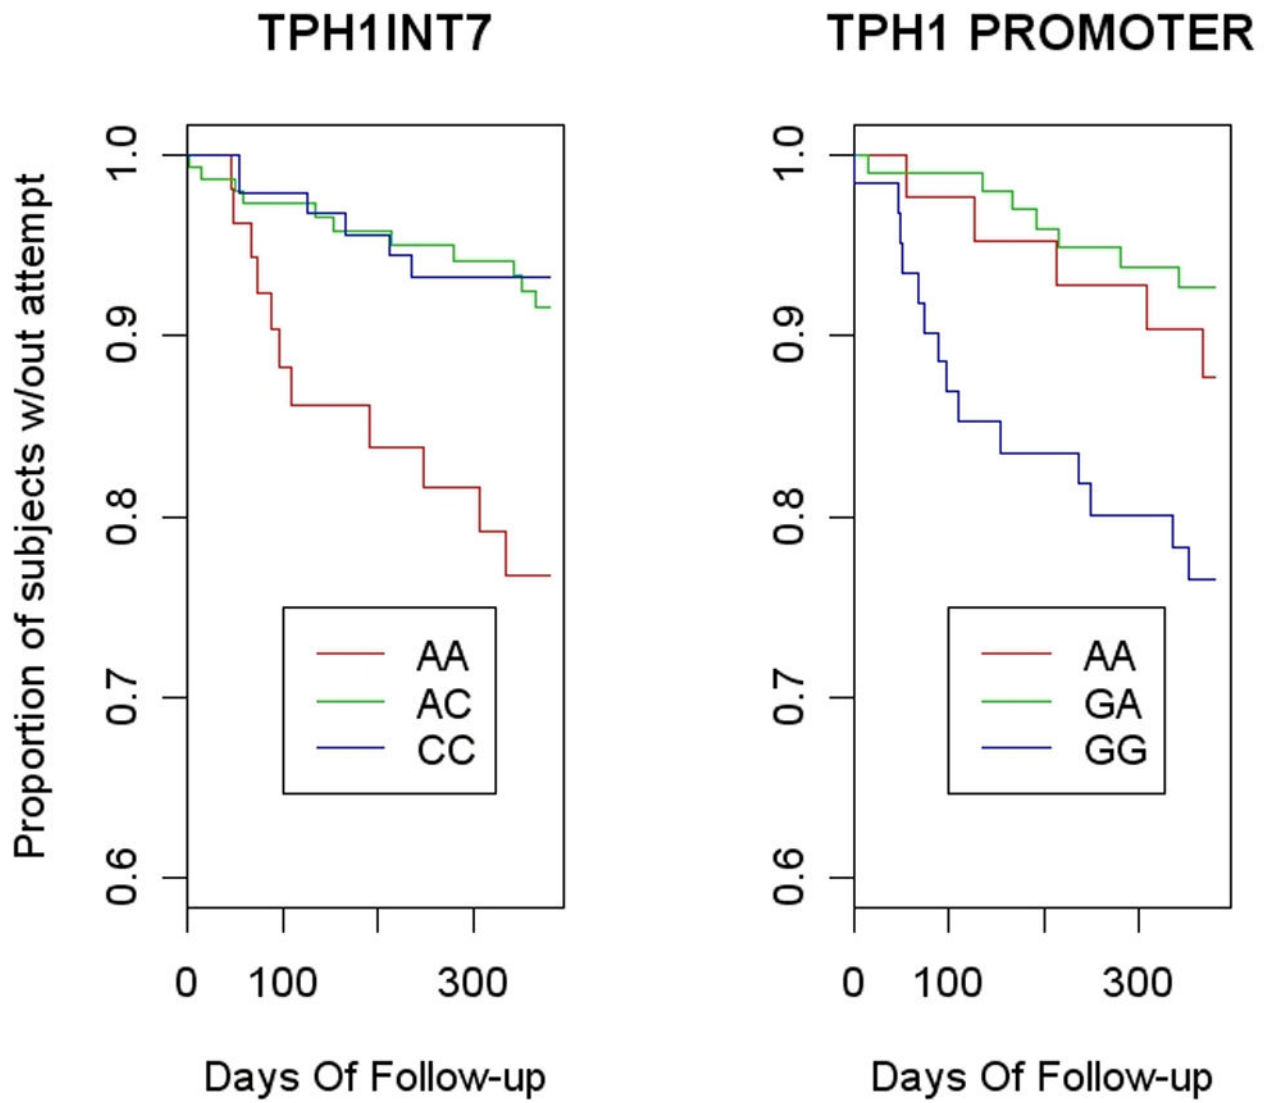 TPH1INT7
TPH1 PROMOTER
Proportion of subjects w/out attempt
1.0
0.9
0.8
0.7
0.6
AA
AC
CC
0 100 300
Days Of Follow-up
1.0
0.9
0.8
0.7
0.6
AA
GA
GG
0 100 300
Days Of Follow-up